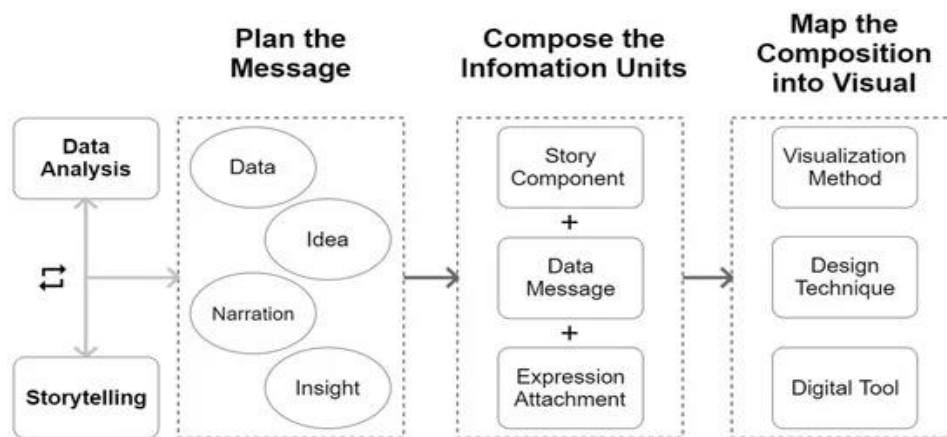 Plan the
Message
Compose the
Infomation Units
Map the
Composition
into Visual
Data
Analysis
Storytelling
Data
Idea
Narration
Insight
Story
Component
+
Data
Message
+
Expression
Attachment
Visualization
Method
Design
Technique
Digital Tool